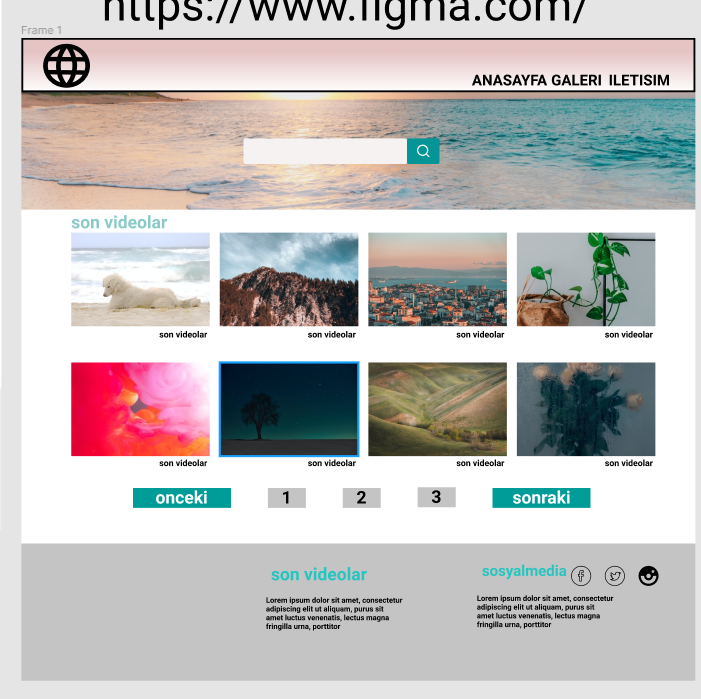 https://www.figma.com/
Frame 1
ANASAYFA GALERI ILETISIM
son videolar
son videolar
son videolar
son videolar
son videolar
son videolar
son videolar
son videolar
son videolar
onceki 1 2 3 sonraki
son videolar
Lorem ipsum dolor sit amet, consectetur
adipiscing elit ut aliquam, purus sit
amet luctus venenatis, lectus magna
fringilla urna, porttitor
sosyalmedia
Lorem ipsum dolor sit amet, consectetur
adipiscing elit ut aliquam, purus sit
amet luctus venenatis, lectus magna
fringilla urna, porttitor